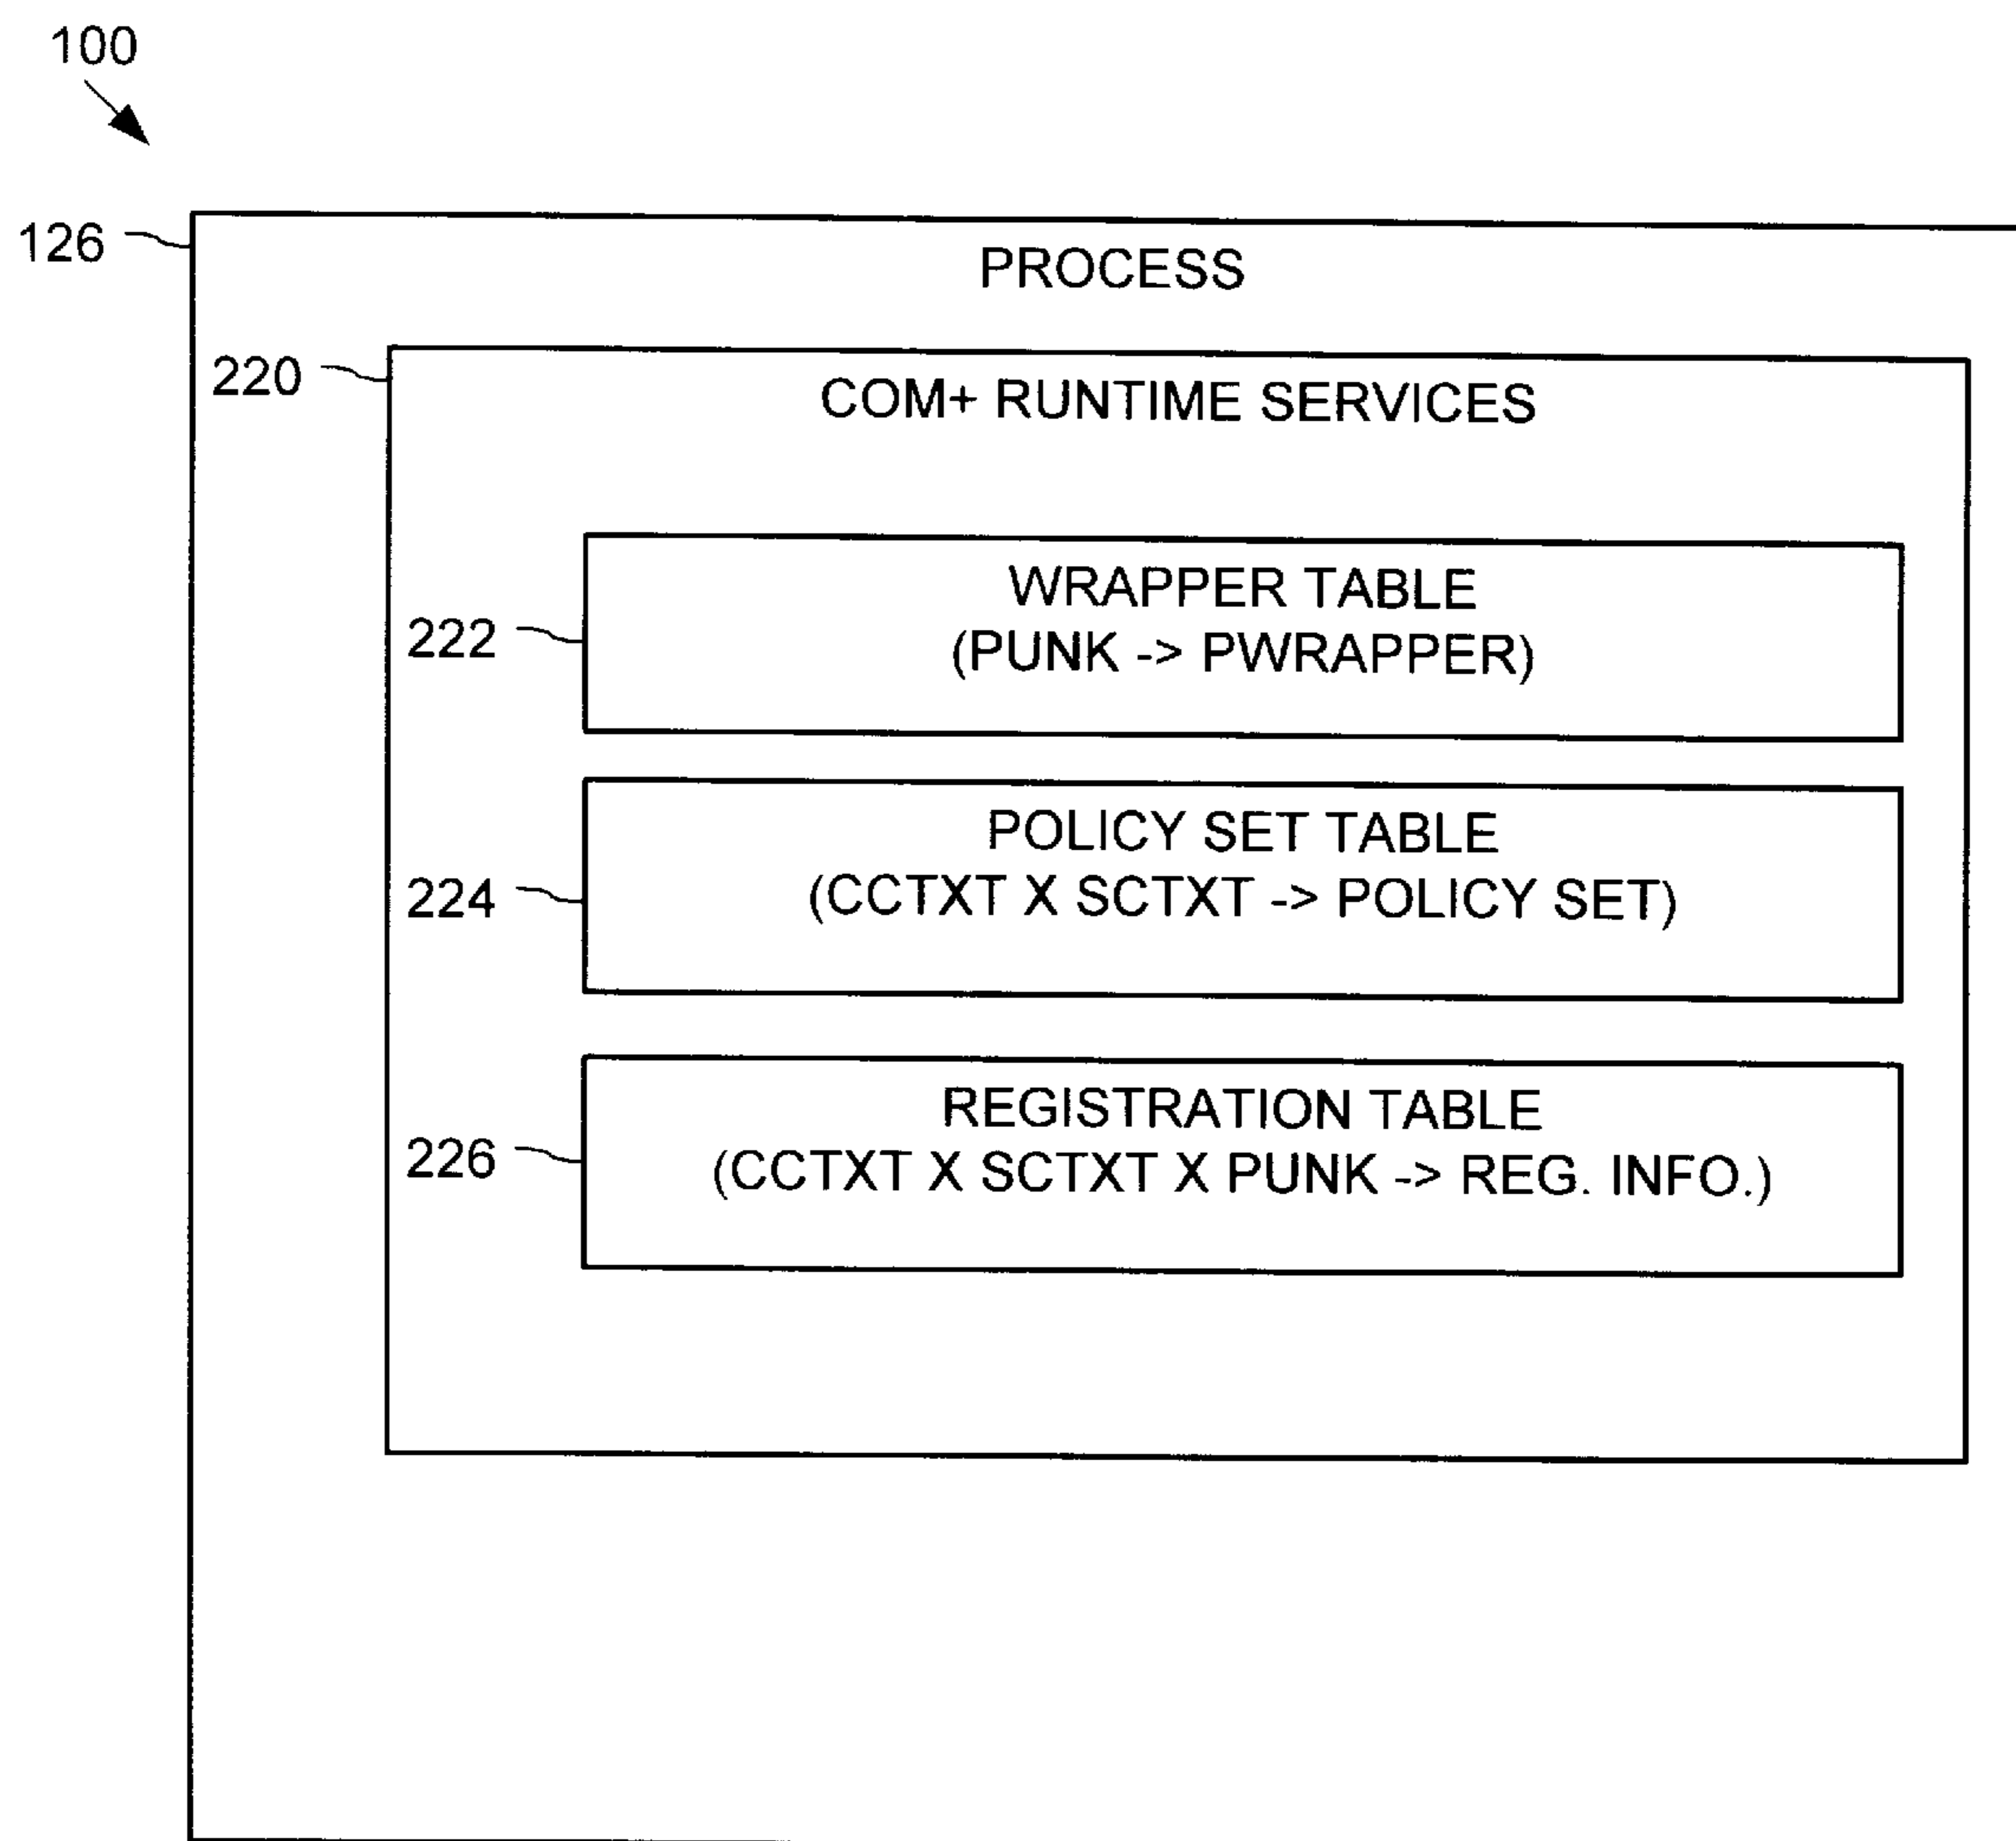 100
126
PROCESS
220
COM+ RUNTIME SERVICES
WRAPPER TABLE
222
(PUNK -> PWRAPPER)
POLICY SET TABLE
224
(CCTXT X SCTXT -> POLICY SET)
REGISTRATION TABLE
226
(CCTXT X SCTXT X PUNK -> REG. INFO.)